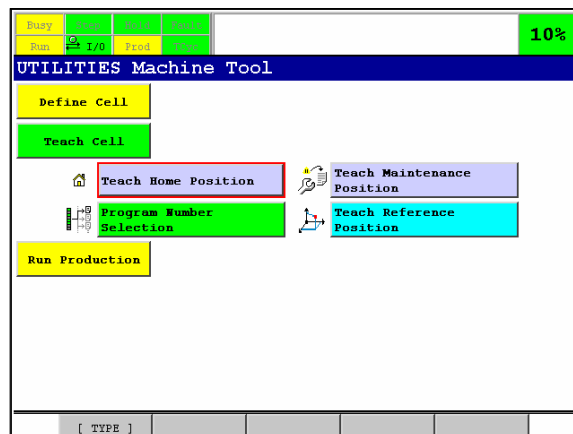 Busy Step Hold Fault
Run I/O Prod TCyc
10%
UTILITIES Machine Tool
Define Cell
Teach Cell
Teach Home Position
Teach Maintenance
Position
Program Number
Selection
Teach Reference
Position
Run Production
[ TYPE ]